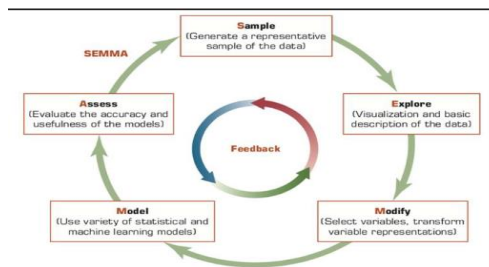 SEMMA
Sample
(Generate a representative
sample of the data)
Explore
(Visualization and basic
description of the data)
Modify
(Select variables, transform
variable representations)
Model
(Use variety of statistical and
machine learning models)
Assess
(Evaluate the accuracy and
usefulness of the models)
Feedback